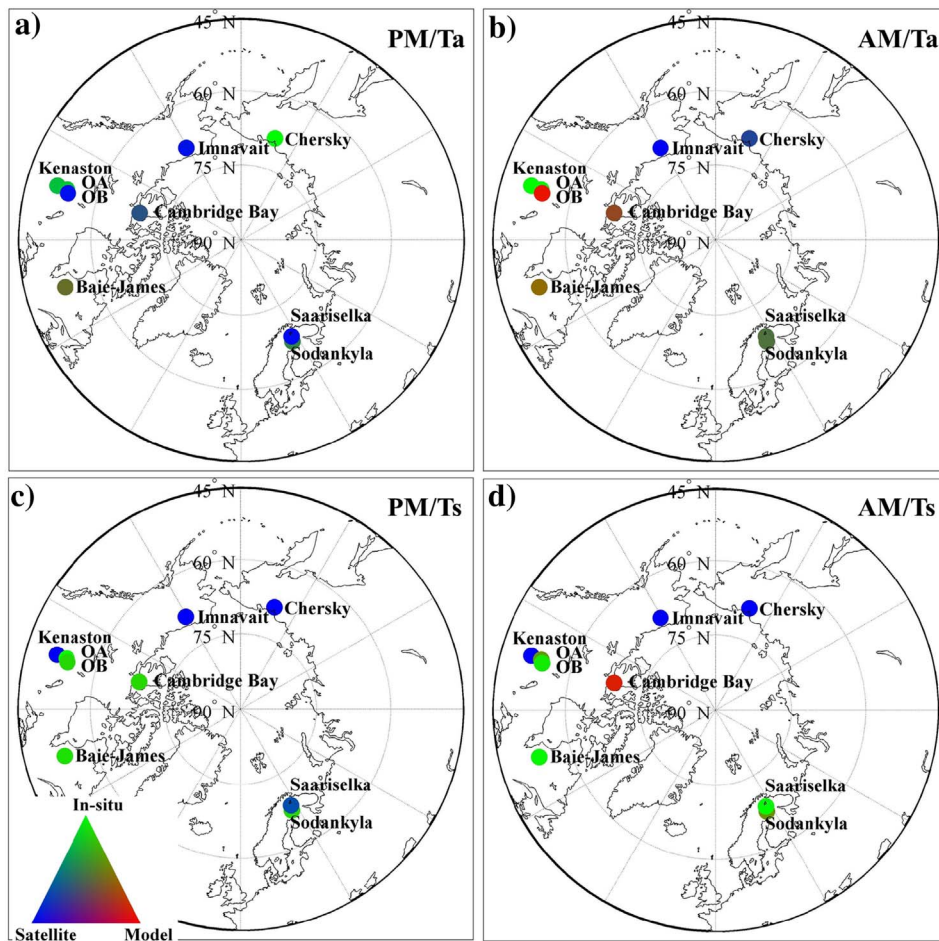 a)
PM/Ta
45° N
60° N
75° N
90° N
Imnavait
Chersky
Kenaston
OA
OB
Cambridge Bay
Baie-James
Saariselka
Sodankyla
b)
AM/Ta
45° N
60° N
75° N
90° N
Imnavait
Chersky
Kenaston
OA
OB
Cambridge Bay
Baie-James
Saariselka
Sodankyla
c)
PM/Ts
45° N
60° N
75° N
90° N
Imnavait
Chersky
Kenaston
OA
OB
Cambridge Bay
Baie-James
Saariselka
Sodankyla
In-situ
Satellite Model
d)
AM/Ts
45° N
60° N
75° N
90° N
Imnavait
Chersky
Kenaston
OA
OB
Cambridge Bay
Baie-James
Saariselka
Sodankyla